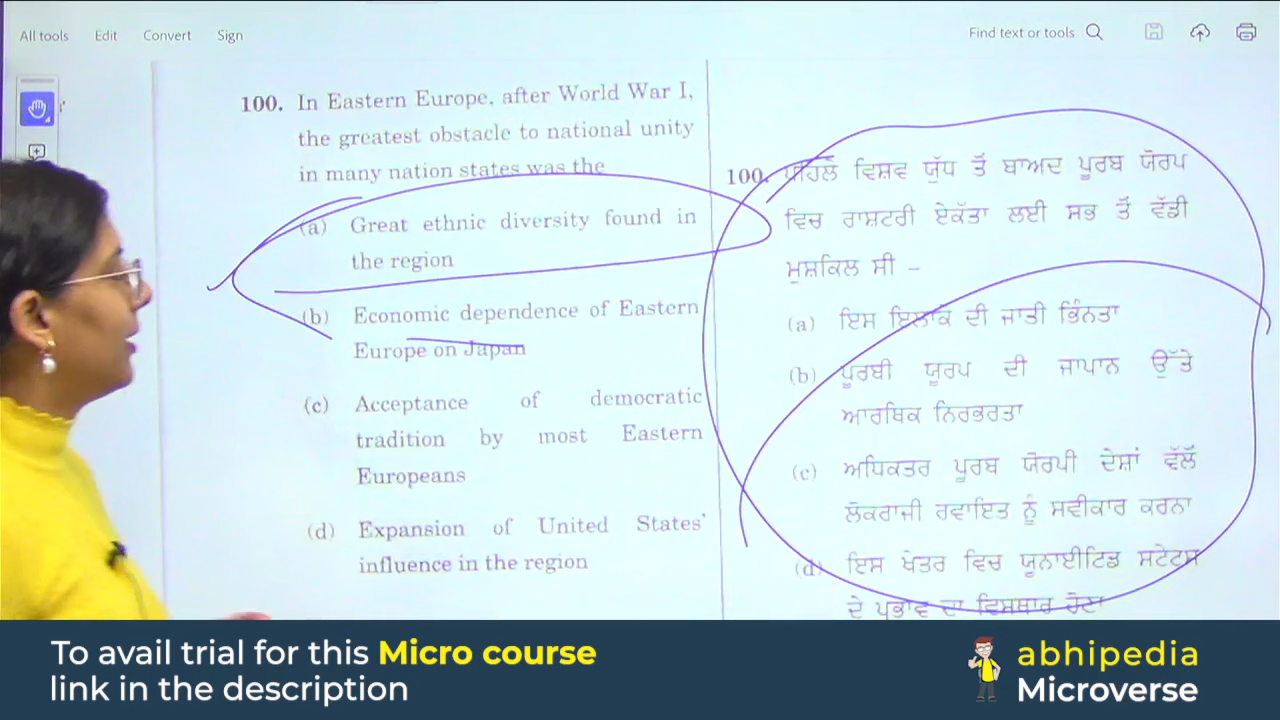 All tools Edit Convert Sign
Find text or tools
100. In Eastern Europe, after World War I,
the greatest obstacle to national unity
in many nation states was the
(a) Great ethnic diversity found in
the region
(b) Economic dependence of Eastern
Europe on Japan
(c) Acceptance of democratic
tradition by most Eastern
Europeans
(d) Expansion of United States'
influence in the region
100. ਪਹਿਲੇ ਵਿਸ਼ਵ ਯੁੱਧ ਤੋਂ ਬਾਅਦ ਪੂਰਬ ਯੋਰਪ
ਵਿਚ ਰਾਸ਼ਟਰੀ ਏਕੱਤਾ ਲਈ ਸਭ ਤੋਂ ਵੱਡੀ
ਮੁਸ਼ਕਿਲ ਸੀ –
(a) ਇਸ ਇਲਾਕੇ ਦੀ ਜਾਤੀ ਭਿੰਨਤਾ
(b) ਪੂਰਬੀ ਯੂਰਪ ਦੀ ਜਾਪਾਨ ਉੱਤੇ
ਆਰਥਿਕ ਨਿਰਭਰਤਾ
(c) ਅਧਿਕਤਰ ਪੂਰਬ ਯੋਰਪੀ ਦੇਸ਼ਾਂ ਵੱਲੋਂ
ਲੋਕਰਾਜੀ ਰਵਾਇਤ ਨੂੰ ਸਵੀਕਾਰ ਕਰਨਾ
(d) ਇਸ ਖੇਤਰ ਵਿਚ ਯੂਨਾਈਟਿਡ ਸਟੇਟਸ
ਦੇ ਪ੍ਰਭਾਵ ਦਾ ਵਿਸਥਾਰ ਹੋਣਾ
To avail trial for this Micro course
link in the description
abhipedia
Microverse